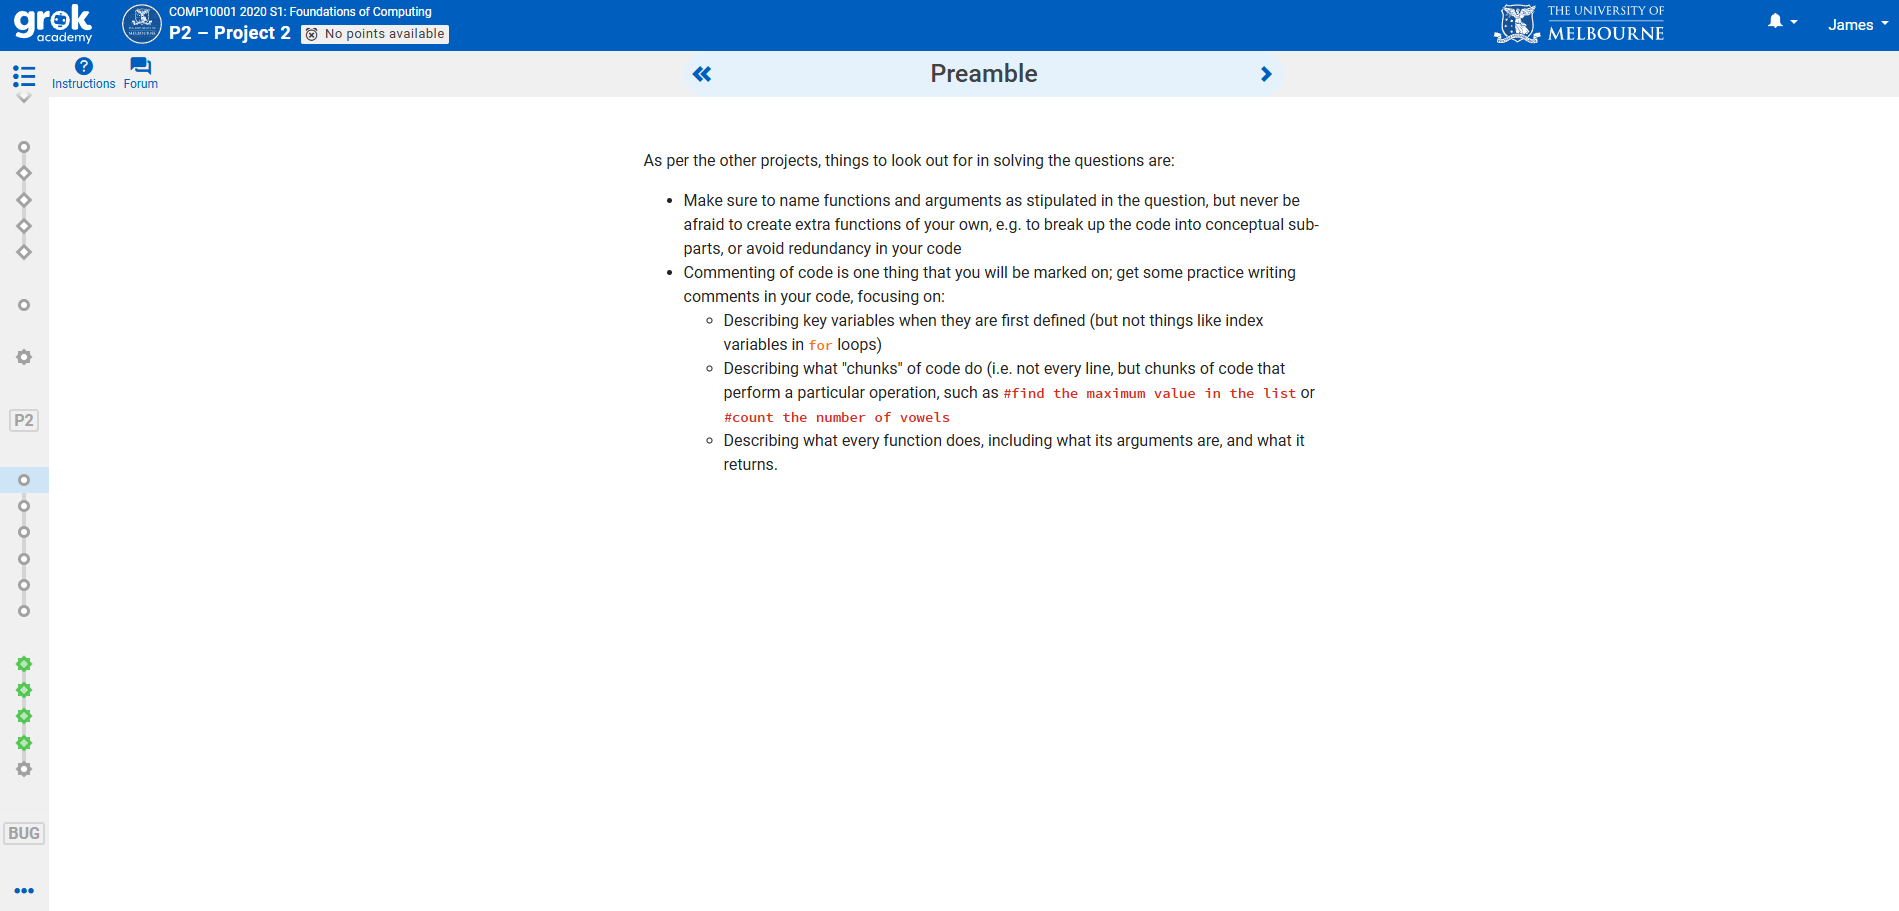 grok
academy
COMP10001 2020 S1: Foundations of Computing
P2 – Project 2
No points available
THE UNIVERSITY OF
MELBOURNE
James
Instructions
Forum
Preamble
As per the other projects, things to look out for in solving the questions are:
Make sure to name functions and arguments as stipulated in the question, but never be
afraid to create extra functions of your own, e.g. to break up the code into conceptual sub-
parts, or avoid redundancy in your code
Commenting of code is one thing that you will be marked on; get some practice writing
comments in your code, focusing on:
Describing key variables when they are first defined (but not things like index
variables in for loops)
Describing what "chunks" of code do (i.e. not every line, but chunks of code that
perform a particular operation, such as #find the maximum value in the list or
#count the number of vowels
Describing what every function does, including what its arguments are, and what it
returns.
P2
BUG